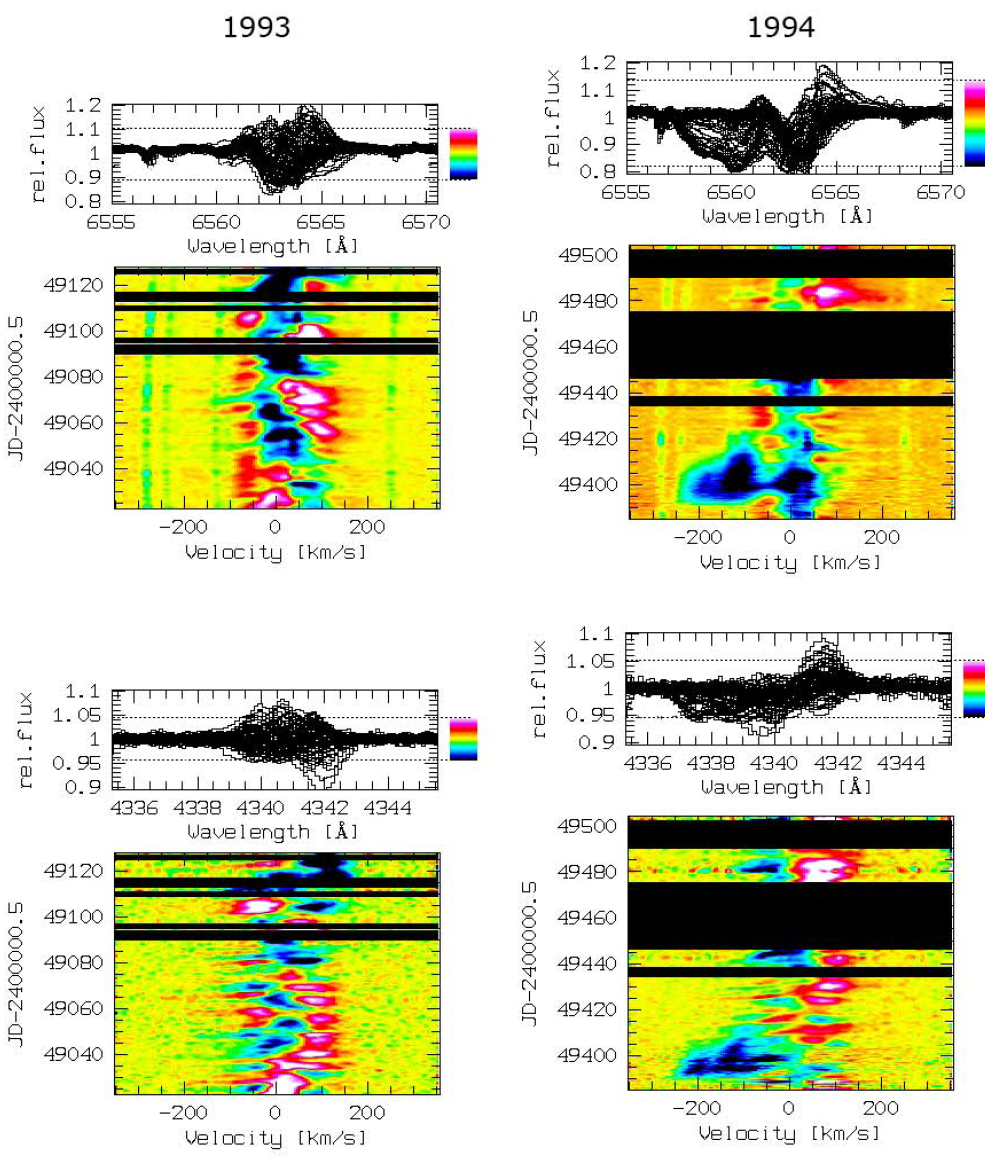 1993
1994
rel.flux
1.2
1.1
1
0.9
0.8
6555 6560 6565 6570
Wavelength [Å]
rel.flux
1.2
1.1
1
0.9
0.8
6555 6560 6565 6570
Wavelength [Å]
JD-2400000.5
49120
49100
49080
49060
49040
-200 0 200
Velocity [km/s]
JD-2400000.5
49500
49480
49460
49440
49420
49400
-200 0 200
Velocity [km/s]
rel.flux
1.1
1.05
1
0.95
0.9
4336 4338 4340 4342 4344
Wavelength [Å]
rel.flux
1.1
1.05
1
0.95
0.9
4336 4338 4340 4342 4344
Wavelength [Å]
JD-2400000.5
49120
49100
49080
49060
49040
-200 0 200
Velocity [km/s]
JD-2400000.5
49500
49480
49460
49440
49420
49400
-200 0 200
Velocity [km/s]